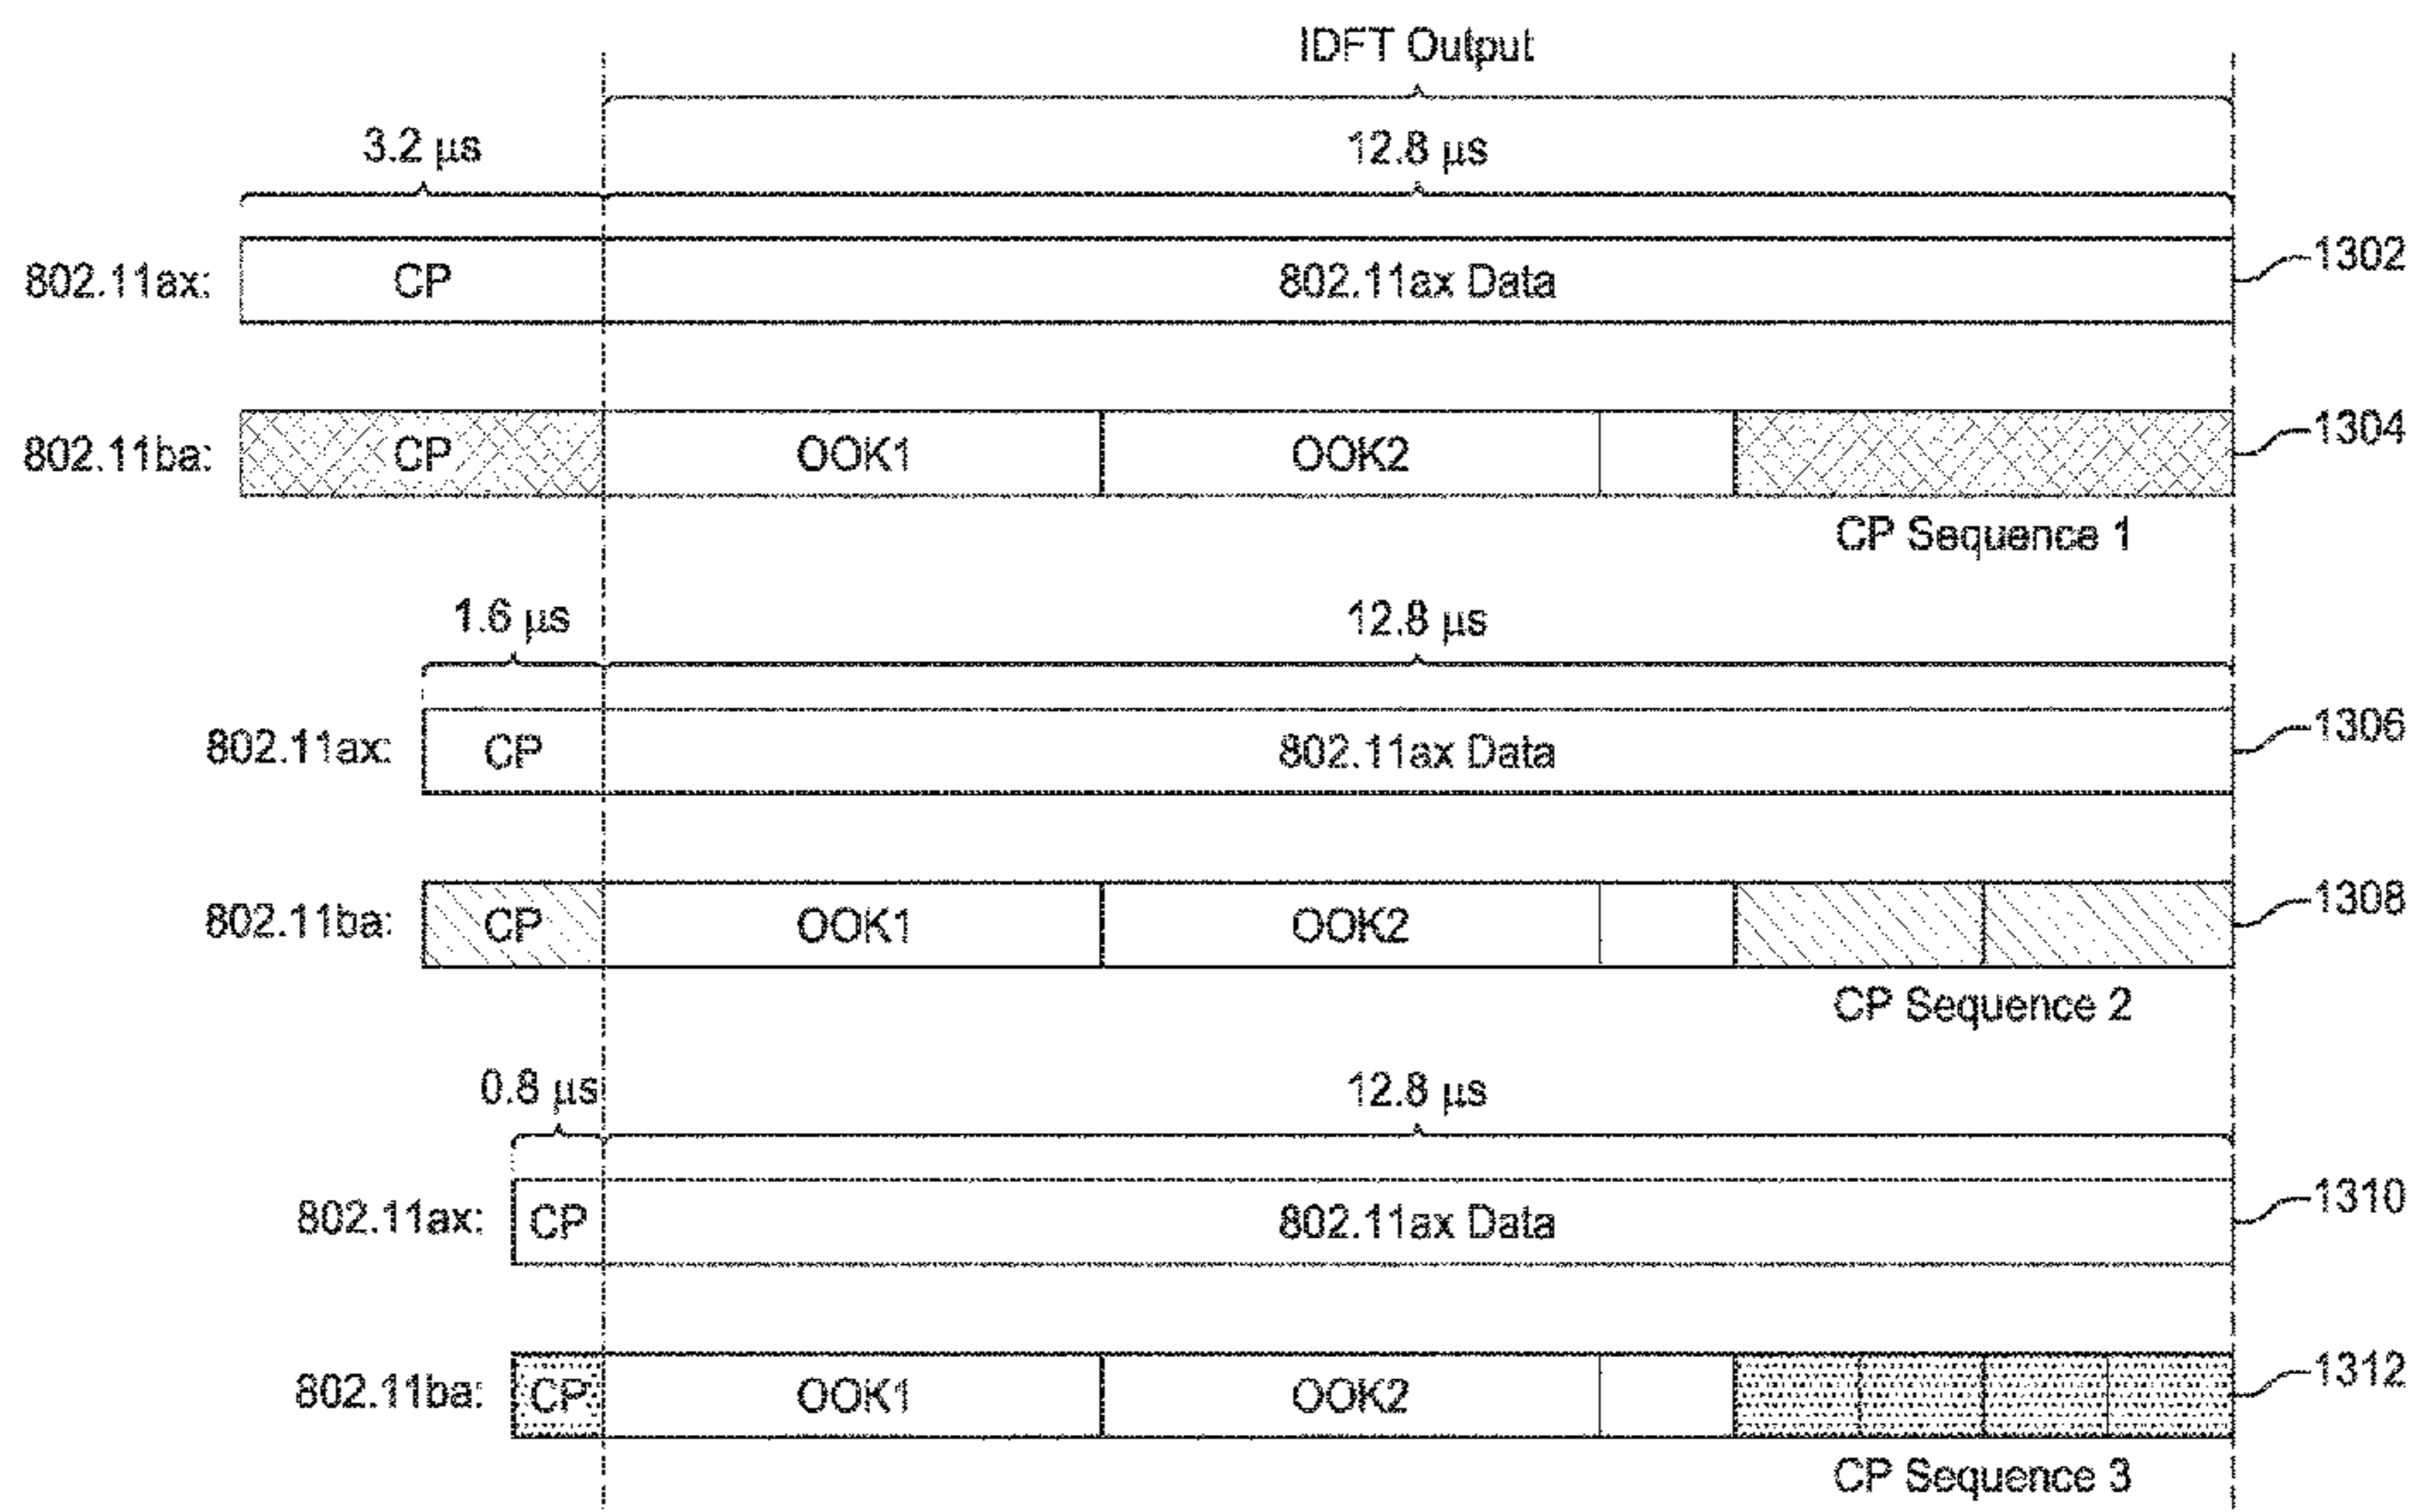 IDFT Output
3.2 μs
12.8 μs
802.11ax:
CP
802.11ax Data
1302
802.11ba:
CP
OOK1
OOK2
1304
CP Sequence 1
1.6 μs
12.8 μs
802.11ax:
CP
802.11ax Data
1306
802.11ba:
CP
OOK1
OOK2
1308
CP Sequence 2
0.8 μs
12.8 μs
802.11ax:
CP
802.11ax Data
1310
802.11ba:
CP
OOK1
OOK2
1312
CP Sequence 3